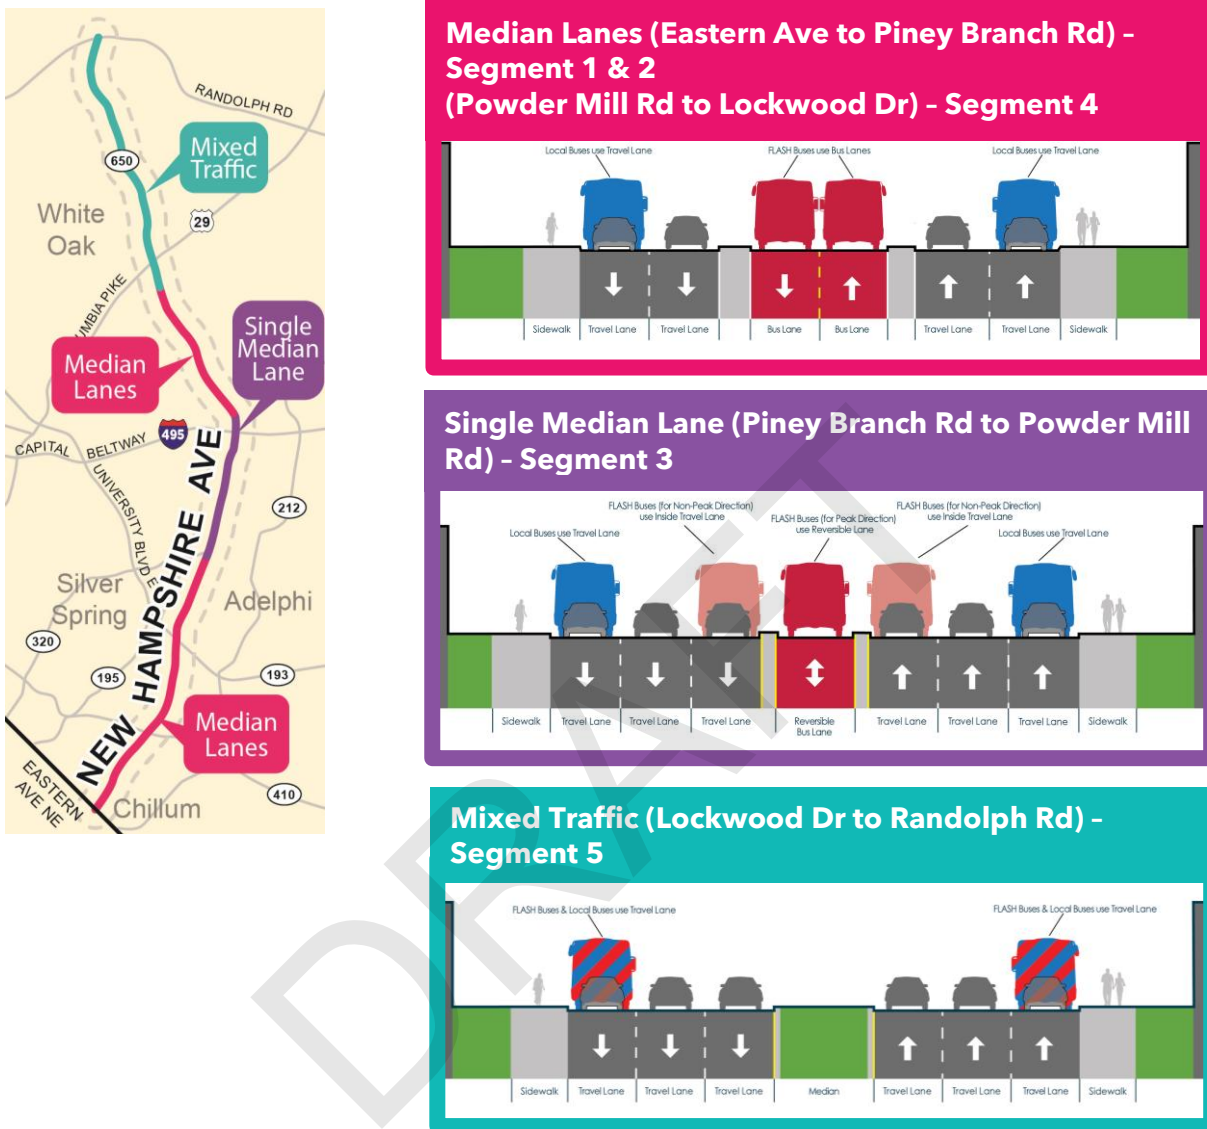 RANDOLPH RD
650
Mixed
Traffic
White
Oak
29
UMBIA PIKE
Single
Median
Lane
Median
Lanes
CAPITAL BELTWAY
495
UNIVERSITY BLVD E
NEW HAMPSHIRE AVE
212
Silver
Spring
Adelphi
320
195
193
Median
Lanes
EASTERN
AVE NE
Chillum
410
Median Lanes (Eastern Ave to Piney Branch Rd) –
Segment 1 & 2
(Powder Mill Rd to Lockwood Dr) – Segment 4
Local Buses use Travel Lane
FLASH Buses use Bus Lanes
Local Buses use Travel Lane
Sidewalk Travel Lane Travel Lane Bus Lane Bus Lane Travel Lane Travel Lane Sidewalk
Single Median Lane (Piney Branch Rd to Powder Mill
Rd) – Segment 3
FLASH Buses (for Non-Peak Direction)
use Inside Travel Lane
FLASH Buses (for Non-Peak Direction)
use Inside Travel Lane
FLASH Buses (for Peak Direction)
use Reversible Lane
Local Buses use Travel Lane
Local Buses use Travel Lane
Sidewalk Travel Lane Travel Lane Travel Lane Reversible
Bus Lane Travel Lane Travel Lane Travel Lane Sidewalk
Mixed Traffic (Lockwood Dr to Randolph Rd) –
Segment 5
FLASH Buses & Local Buses use Travel Lane
FLASH Buses & Local Buses use Travel Lane
Sidewalk Travel Lane Travel Lane Travel Lane Median Travel Lane Travel Lane Travel Lane Sidewalk
DRAFT